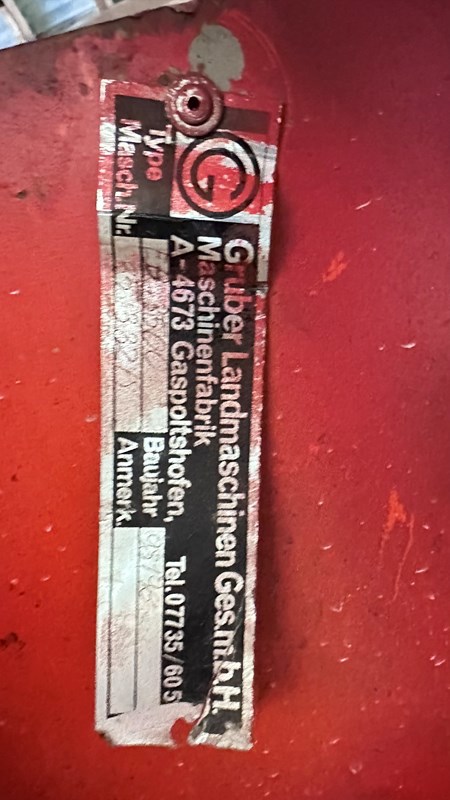 G
Gruber Landmaschinen Ges.m.b.H.
Maschinenfabrik
A-4673 Gaspoltshofen, Tel.07735/605
Type Baujahr
Masch.Nr. Anmerk.